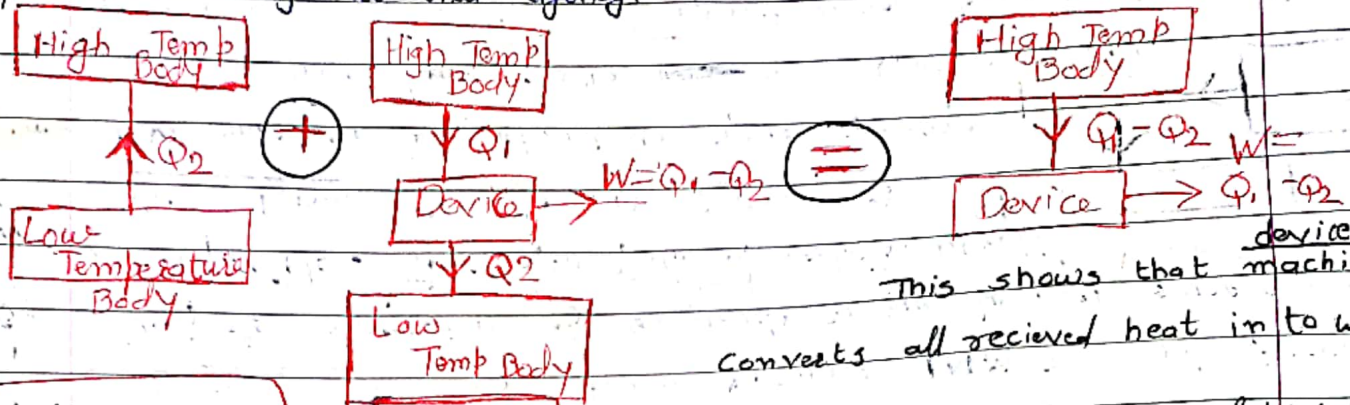 High Temp
Body
Q2
Low
Temperature
Body.
+
High Temp
Body.
Q1
Device
W=Q1-Q2
Q2
Low
Temp Body
=
High Temp
Body
Q1-Q2
Device
W=
Q1-Q2
device
This shows that machi
converts all recieved heat in to